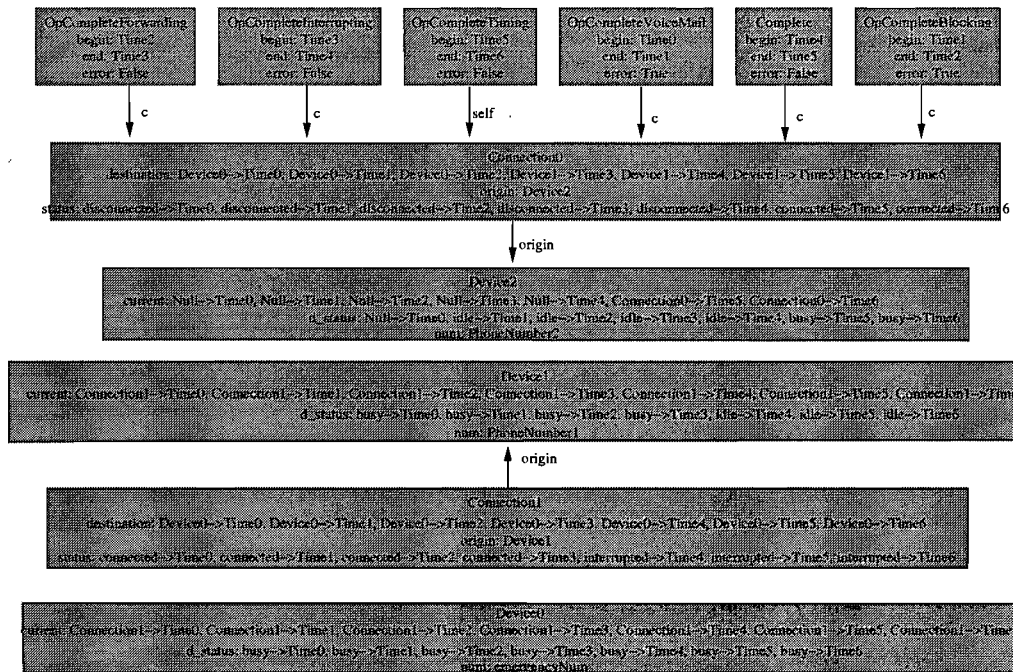 OpCompleteForwarding
begin: Time2
end: Time3
error: False
OpCompleteInterrupting
begin: Time3
end: Time4
error: False
OpCompleteTiming
begin: Time5
end: Time6
error: False
OpCompleteVoiceMail
begin: Time0
end: Time1
error: True
Complete
begin: Time4
end: Time5
error: False
OpCompleteBlocking
begin: Time1
end: Time2
error: True
c
c
self
c
c
c
Connection0
destination: Device0->Time0, Device0->Time1, Device0->Time2, Device1->Time3, Device1->Time4, Device1->Time5, Device1->Time6
origin: Device2
status: disconnected->Time0, disconnected->Time1, disconnected->Time2, disconnected->Time3, disconnected->Time4, connected->Time5, connected->Time6
origin
Device2
current: Null->Time0, Null->Time1, Null->Time2, Null->Time3, Null->Time4, Connection0->Time5, Connection0->Time6
d_status: Null->Time0, idle->Time1, idle->Time2, idle->Time3, idle->Time4, busy->Time5, busy->Time6
num: PhoneNumber2
Device1
current: Connection1->Time0, Connection1->Time1, Connection1->Time2, Connection1->Time3, Connection1->Time4, Connection1->Time5, Connection1->Time
d_status: busy->Time0, busy->Time1, busy->Time2, busy->Time3, idle->Time4, idle->Time5, idle->Time6
num: PhoneNumber1
origin
Connection1
destination: Device0->Time0, Device0->Time1, Device0->Time2, Device0->Time3, Device0->Time4, Device0->Time5, Device0->Time6
origin: Device1
status: connected->Time0, connected->Time1, connected->Time2, connected->Time3, interrupted->Time4, interrupted->Time5, interrupted->Time6
Device0
current: Connection1->Time0, Connection1->Time1, Connection1->Time2, Connection1->Time3, Connection1->Time4, Connection1->Time5, Connection1->Time
d_status: busy->Time0, busy->Time1, busy->Time2, busy->Time3, busy->Time4, busy->Time5, busy->Time6
num: emergencyNum